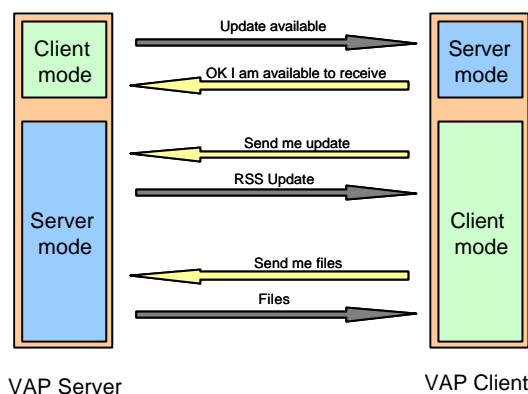 Client
mode
Update available
Server
mode
OK I am available to receive
Send me update
RSS Update
Server
mode
Client
mode
Send me files
Files
VAP Server
VAP Client